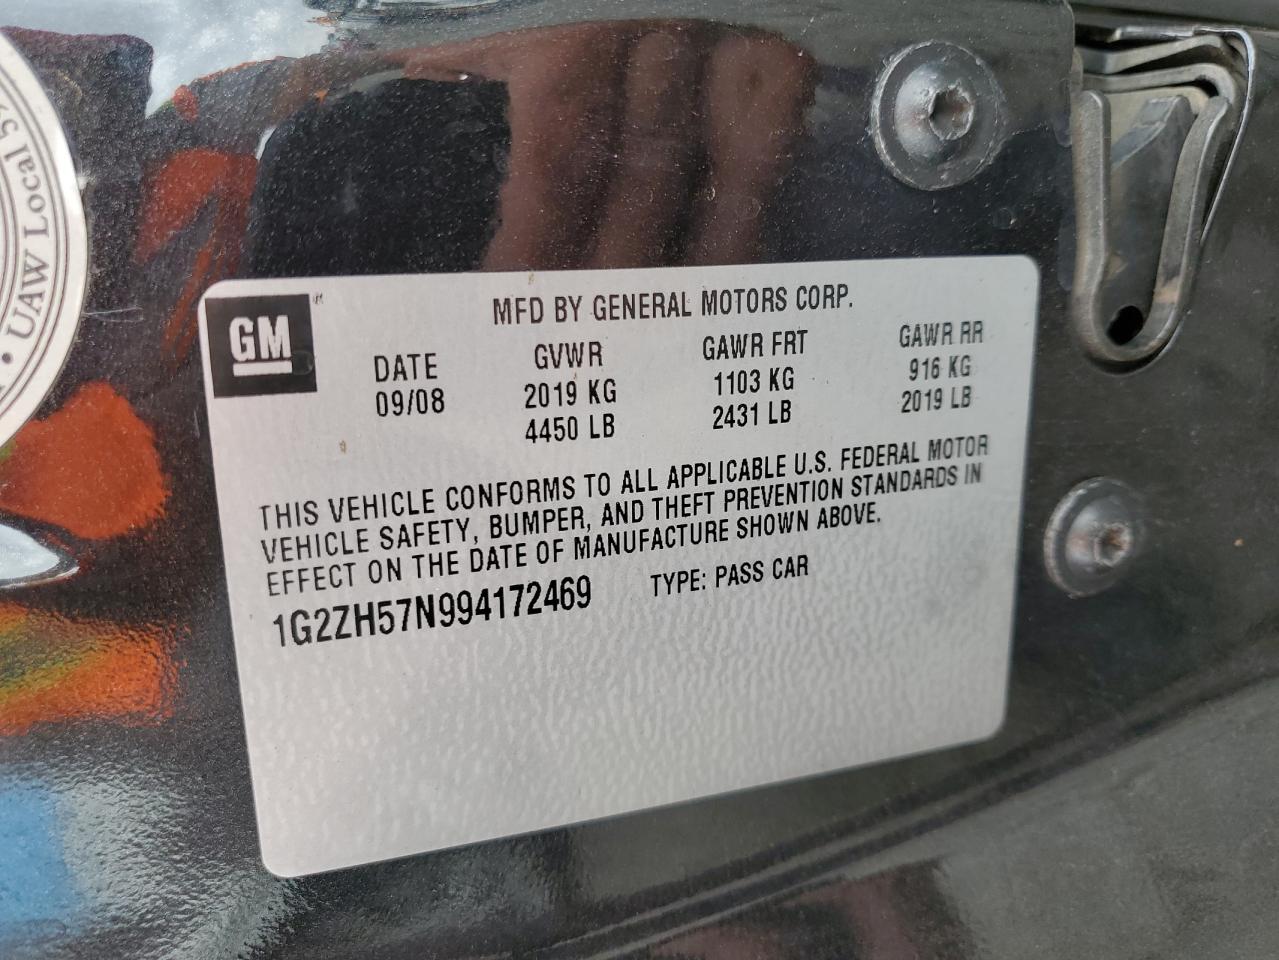 UAW Local 5
GM
MFD BY GENERAL MOTORS CORP.
DATE GVWR GAWR FRT GAWR RR
09/08 2019 KG 1103 KG 916 KG
4450 LB 2431 LB 2019 LB
THIS VEHICLE CONFORMS TO ALL APPLICABLE U.S. FEDERAL MOTOR
VEHICLE SAFETY, BUMPER, AND THEFT PREVENTION STANDARDS IN
EFFECT ON THE DATE OF MANUFACTURE SHOWN ABOVE.
1G2ZH57N994172469 TYPE: PASS CAR